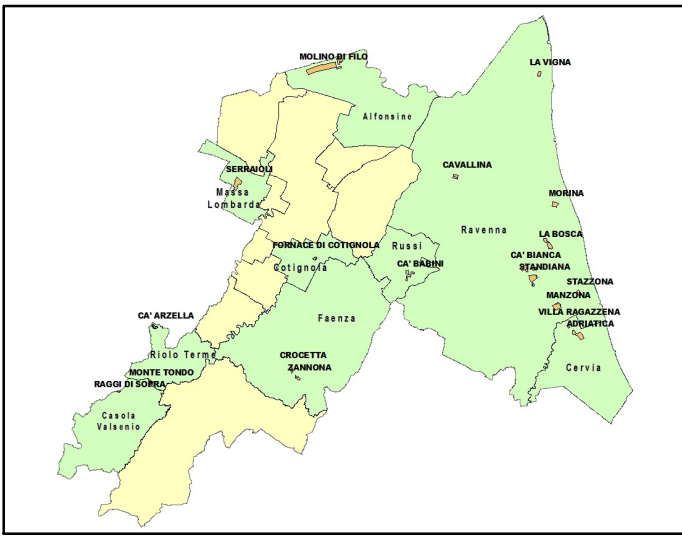 MOLINO DI FILO
LA VIGNA
Alfonsine
CAVALLINA
SERRAIOLI
Massa
Lombarda
MORINA
Ravenna
LA BOSCA
FORNACE DI COTIGNOLA
Russi
CA' BIANCA
Cotignola
CA' BABINI
STANDIANA
STAZZONA
MANZONA
CA' ARZELLA
Faenza
VILLA RAGAZZENA
ADRIATICA
Riolo Terme
CROCETTA
ZANNONA
Cervia
MONTE TONDO
RAGGI DI SOPRA
Casola
Valsenio